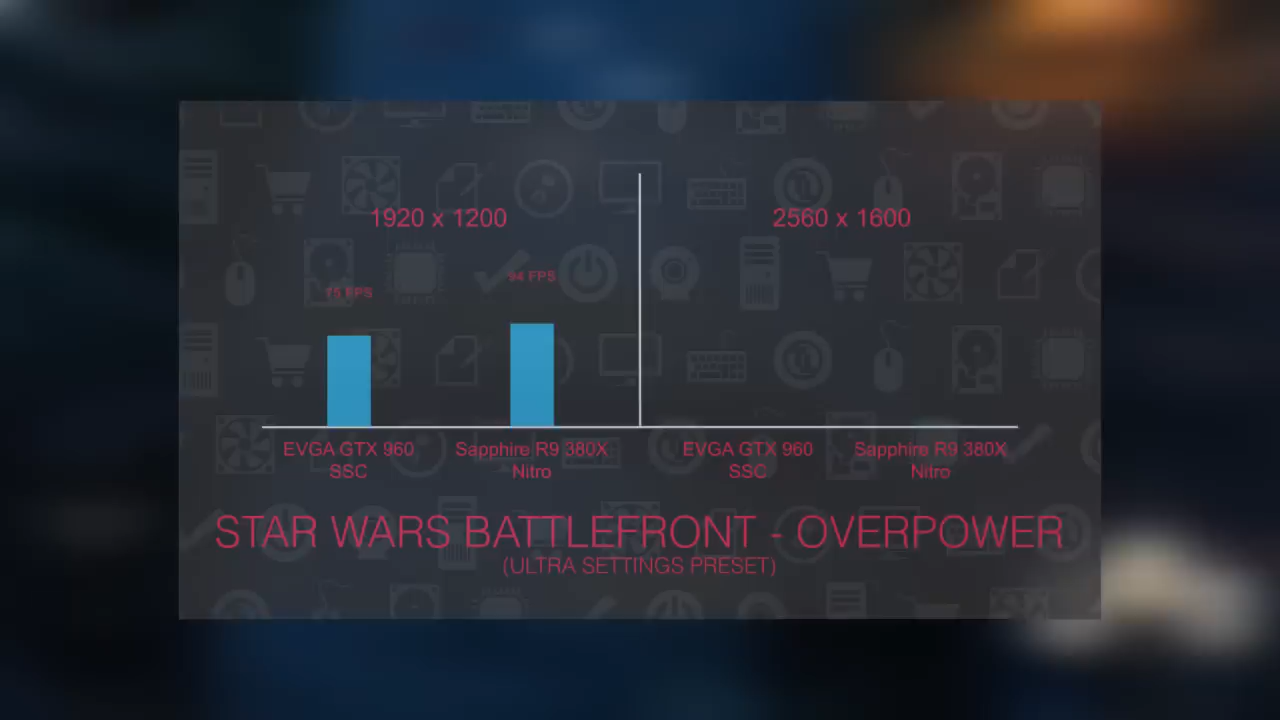 1920 x 1200
2560 x 1600
75 FPS
94 FPS
EVGA GTX 960
SSC
Sapphire R9 380X
Nitro
EVGA GTX 960
SSC
Sapphire R9 380X
Nitro
STAR WARS BATTLEFRONT - OVERPOWER
(ULTRA SETTINGS PRESET)